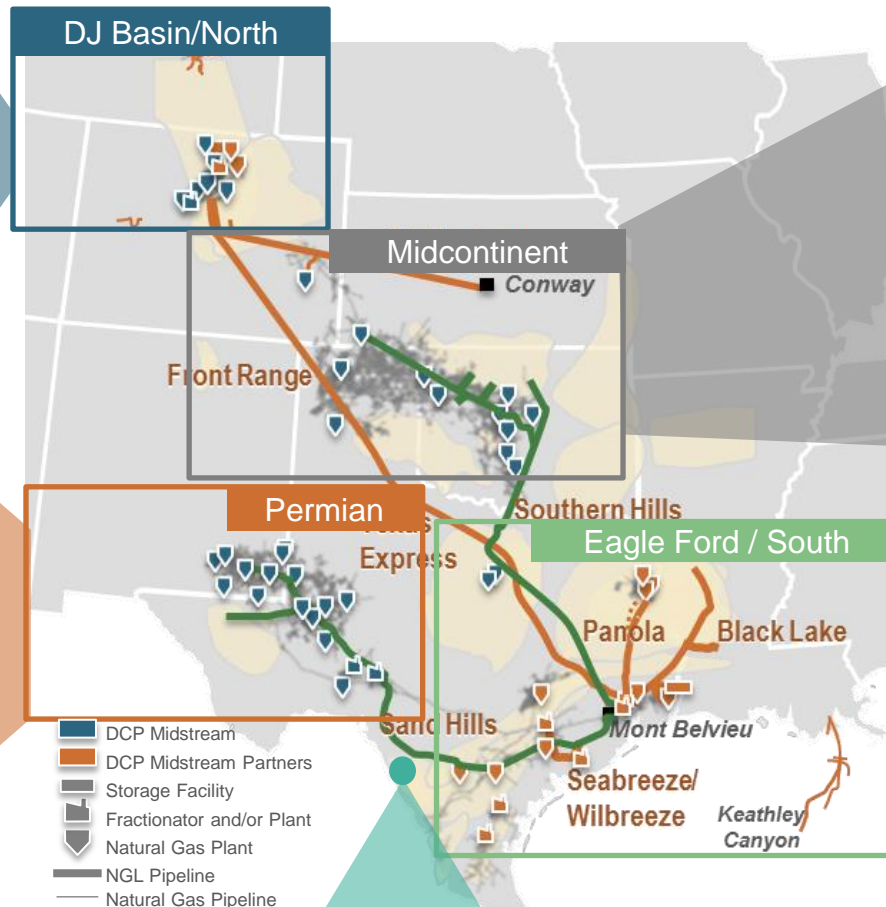 DJ Basin/North
Midcontinent
Conway
Front Range
Permian
Express
Southern Hills
Eagle Ford / South
Panola
Black Lake
Sand Hills
Mont Belvieu
Seabreeze/
Wilbreeze
Keathley
Canyon
DCP Midstream
DCP Midstream Partners
Storage Facility
Fractionator and/or Plant
Natural Gas Plant
NGL Pipeline
Natural Gas Pipeline